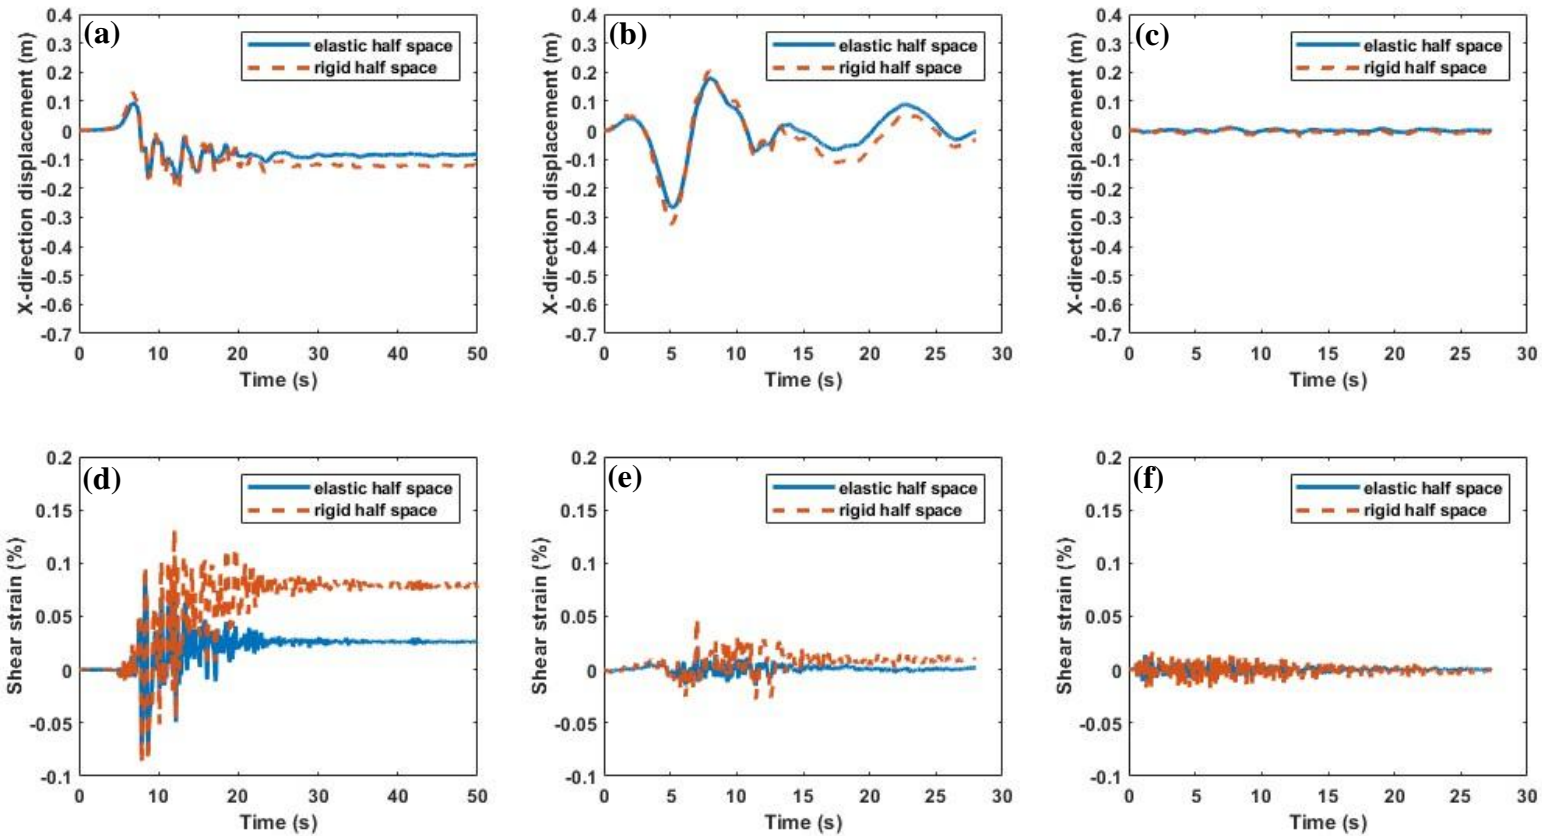 (a)
elastic half space
rigid half space
X-direction displacement (m)
0.4
0.3
0.2
0.1
0
-0.1
-0.2
-0.3
-0.4
-0.5
-0.6
-0.7
0 10 20 30 40 50
Time (s)
(b)
elastic half space
rigid half space
X-direction displacement (m)
0.4
0.3
0.2
0.1
0
-0.1
-0.2
-0.3
-0.4
-0.5
-0.6
-0.7
0 5 10 15 20 25 30
Time (s)
(c)
elastic half space
rigid half space
X-direction displacement (m)
0.4
0.3
0.2
0.1
0
-0.1
-0.2
-0.3
-0.4
-0.5
-0.6
-0.7
0 5 10 15 20 25 30
Time (s)
(d)
elastic half space
rigid half space
Shear strain (%)
0.2
0.15
0.1
0.05
0
-0.05
-0.1
0 10 20 30 40 50
Time (s)
(e)
elastic half space
rigid half space
Shear strain (%)
0.2
0.15
0.1
0.05
0
-0.05
-0.1
0 5 10 15 20 25 30
Time (s)
(f)
elastic half space
rigid half space
Shear strain (%)
0.2
0.15
0.1
0.05
0
-0.05
-0.1
0 5 10 15 20 25 30
Time (s)